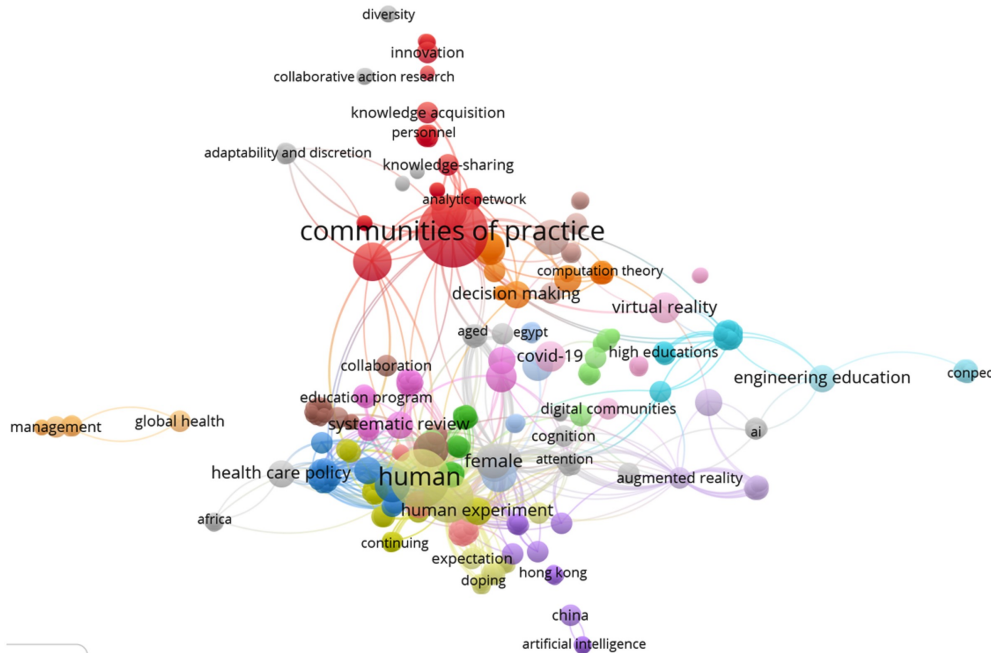 diversity
innovation
collaborative action research
knowledge acquisition
personnel
adaptability and discretion
knowledge-sharing
analytic network
communities of practice
computation theory
decision making
virtual reality
aged
egypt
covid-19
high educations
collaboration
engineering education
conped
education program
digital communities
management
global health
systematic review
cognition
ai
female
attention
health care policy
human
augmented reality
human experiment
africa
continuing
expectation
doping
hong kong
china
artificial intelligence